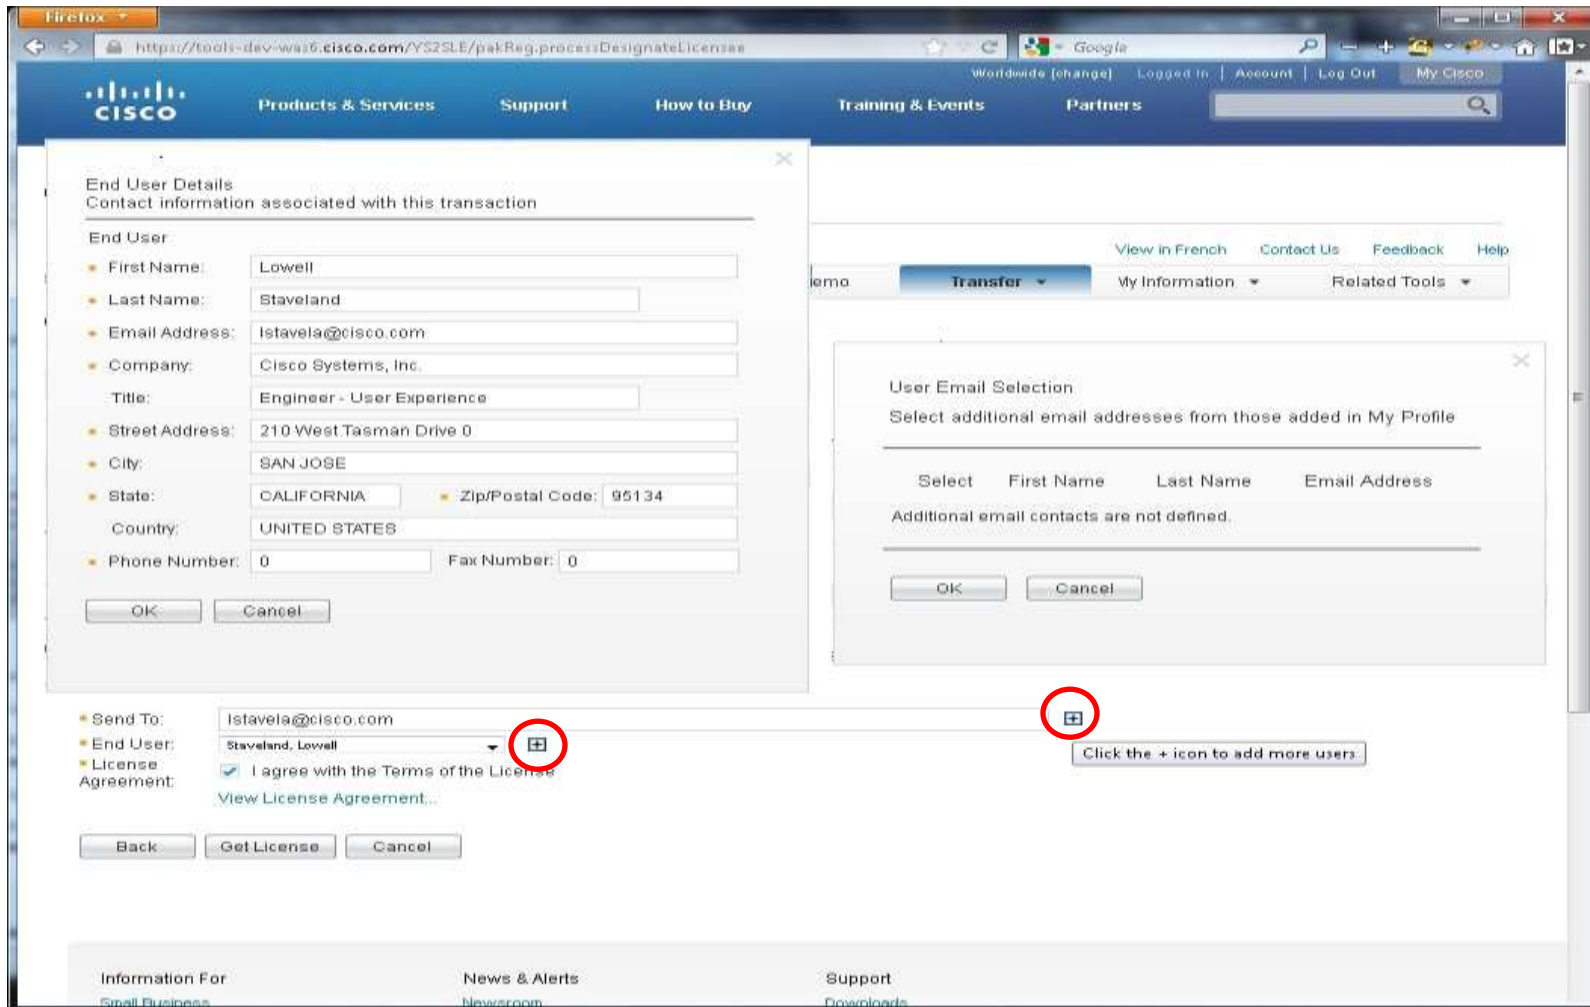 Firefox
https://tools-dev-was6.cisco.com/YS2SLE/pakReg.processDesignateLicensee
Google
Worldwide [change] Logged In | Account | Log Out My Cisco
CISCO
Products & Services Support How to Buy Training & Events Partners
End User Details
Contact information associated with this transaction
End User
First Name: Lowell
Last Name: Staveland
Email Address: lstavela@cisco.com
Company: Cisco Systems, Inc.
Title: Engineer - User Experience
Street Address: 210 West Tasman Drive 0
City: SAN JOSE
State: CALIFORNIA Zip/Postal Code: 95134
Country: UNITED STATES
Phone Number: 0 Fax Number: 0
OK Cancel
View in French Contact Us Feedback Help
emo Transfer My Information Related Tools
User Email Selection
Select additional email addresses from those added in My Profile
Select First Name Last Name Email Address
Additional email contacts are not defined.
OK Cancel
Send To: lstavela@cisco.com
End User: Staveland, Lowell
Click the + icon to add more users
License
Agreement: I agree with the Terms of the License
View License Agreement...
Back Get License Cancel
Information For News & Alerts Support
Small Business Newsroom Downloads